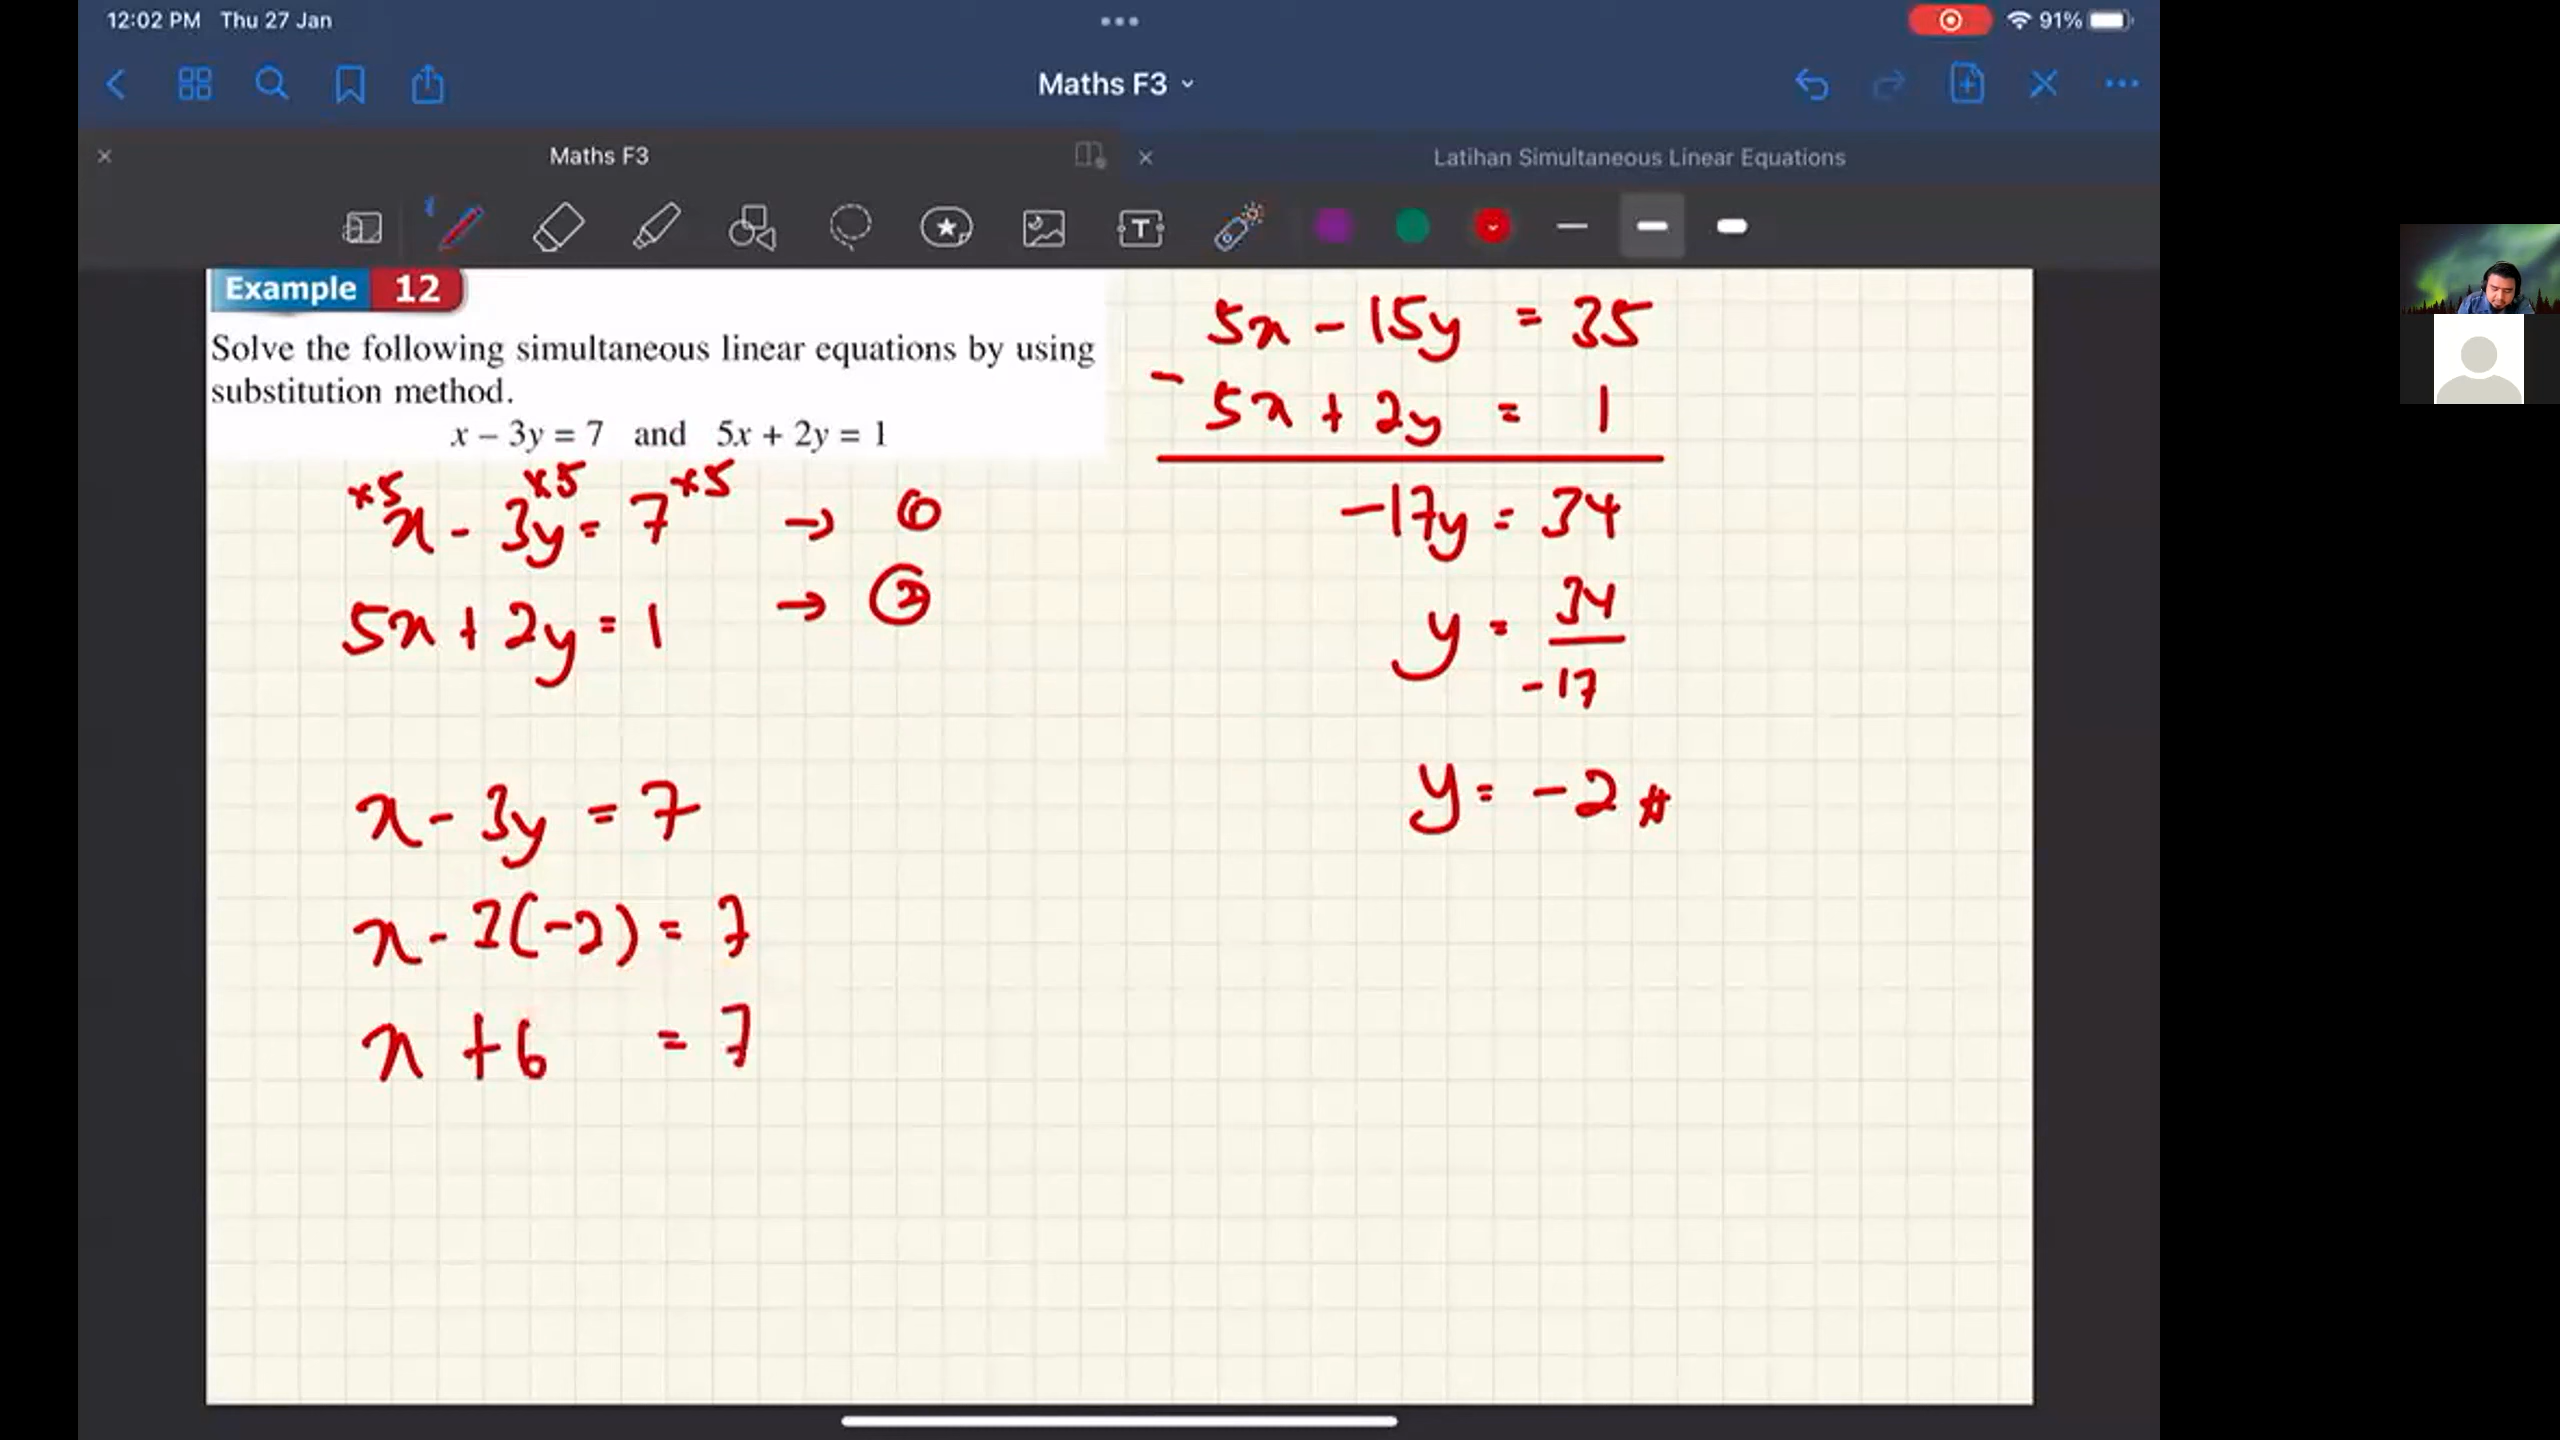 12:02 PM Thu 27 Jan
91%
Maths F3
Maths F3
Latihan Simultaneous Linear Equations
T
Example 12
Solve the following simultaneous linear equations by using
substitution method.
x – 3y = 7 and 5x + 2y = 1
×5 ×5 ×5
x - 3y = 7 → ①
5x + 2y = 1 → ②
x - 3y = 7
x - 3(-2) = 7
x + 6 = 7
5x - 15y = 35
- 5x + 2y = 1
-17y = 34
y = 34
-17
y = -2 #